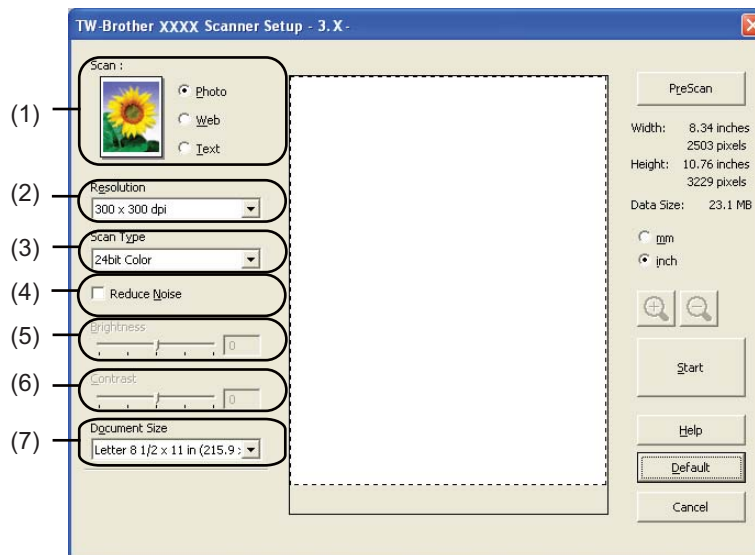 TW-Brother XXXX Scanner Setup - 3.X-
(1)
Scan :
Photo
Web
Text
(2)
Resolution
300 x 300 dpi
(3)
Scan Type
24bit Color
(4)
Reduce Noise
(5)
Brightness
0
(6)
Contrast
0
(7)
Document Size
Letter 8 1/2 x 11 in (215.9 :
PreScan
Width: 8.34 inches
2503 pixels
Height: 10.76 inches
3229 pixels
Data Size: 23.1 MB
mm
inch
Start
Help
Default
Cancel